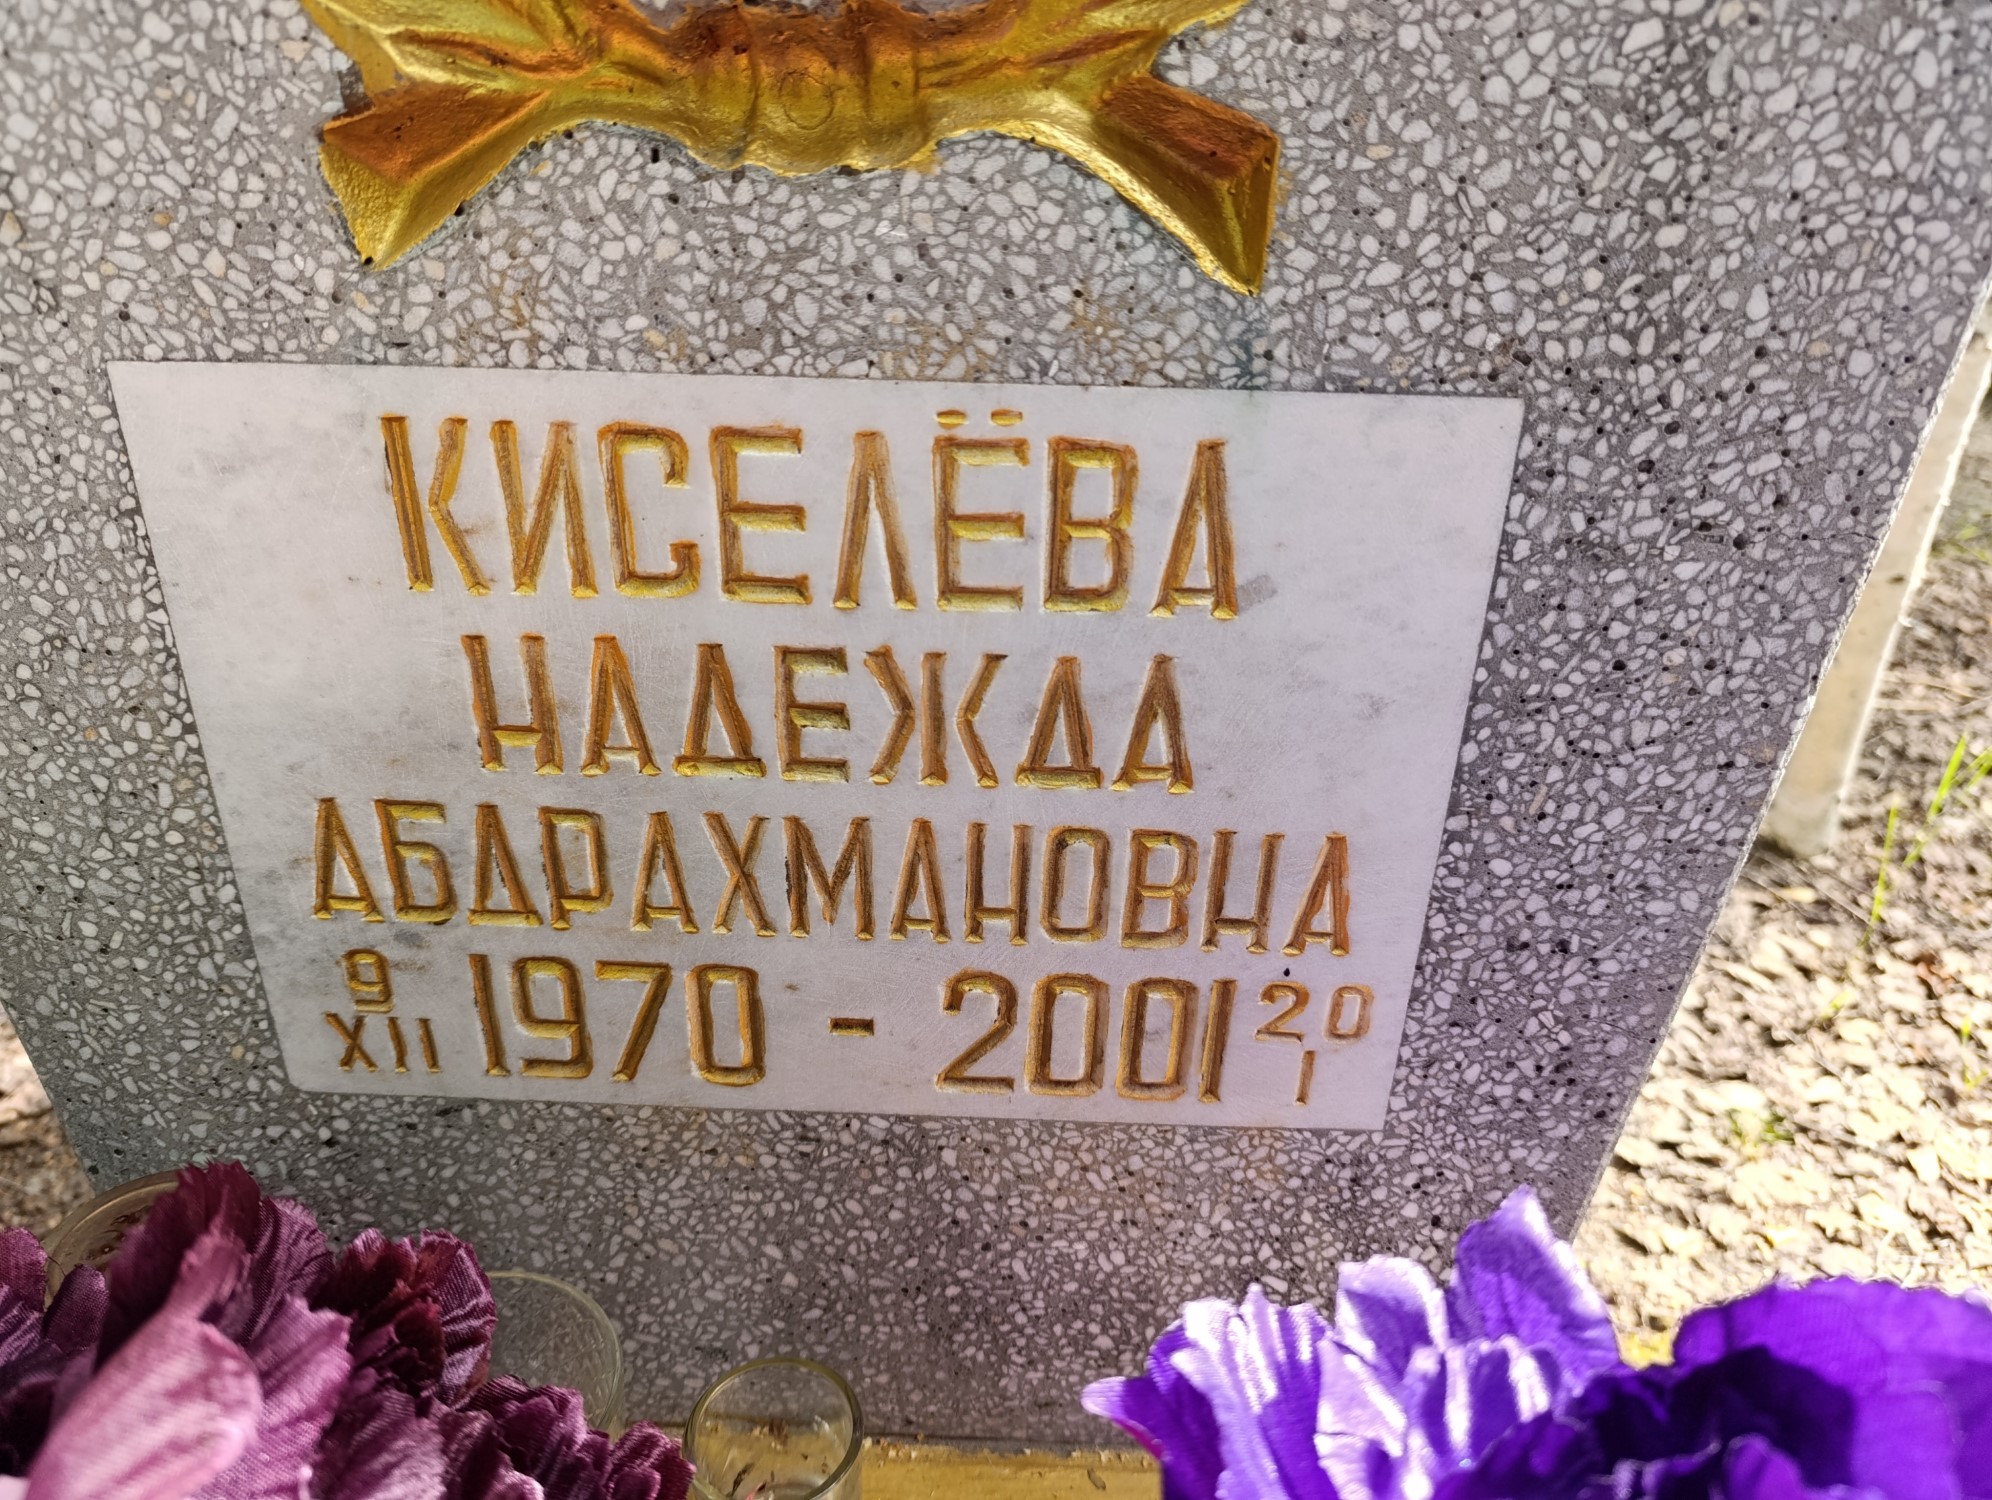 КИСЕЛЁВА
НАДЕЖДА
АБДРАХМАНОВНА
9 XII 1970 - 2001 20 I